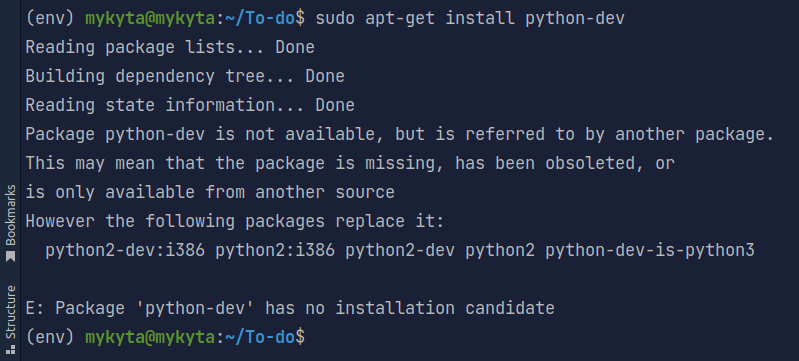 (env) mykyta@mykyta:~/To-do$ sudo apt-get install python-dev
Reading package lists... Done
Building dependency tree... Done
Reading state information... Done
Package python-dev is not available, but is referred to by another package.
This may mean that the package is missing, has been obsoleted, or
is only available from another source
However the following packages replace it:
  python2-dev:i386 python2:i386 python2-dev python2 python-dev-is-python3
E: Package 'python-dev' has no installation candidate
(env) mykyta@mykyta:~/To-do$
Bookmarks
Structure